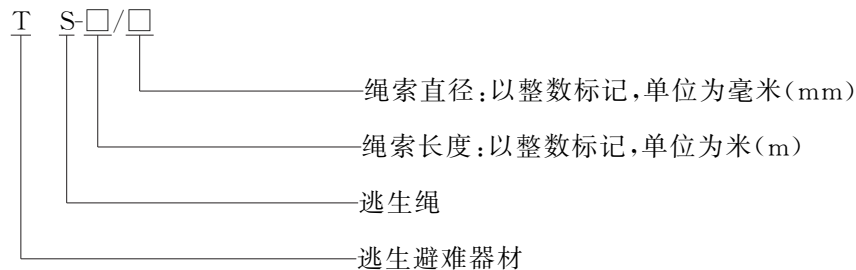 T S-□/□
绳索直径:以整数标记,单位为毫米(mm)
绳索长度:以整数标记,单位为米(m)
逃生绳
逃生避难器材